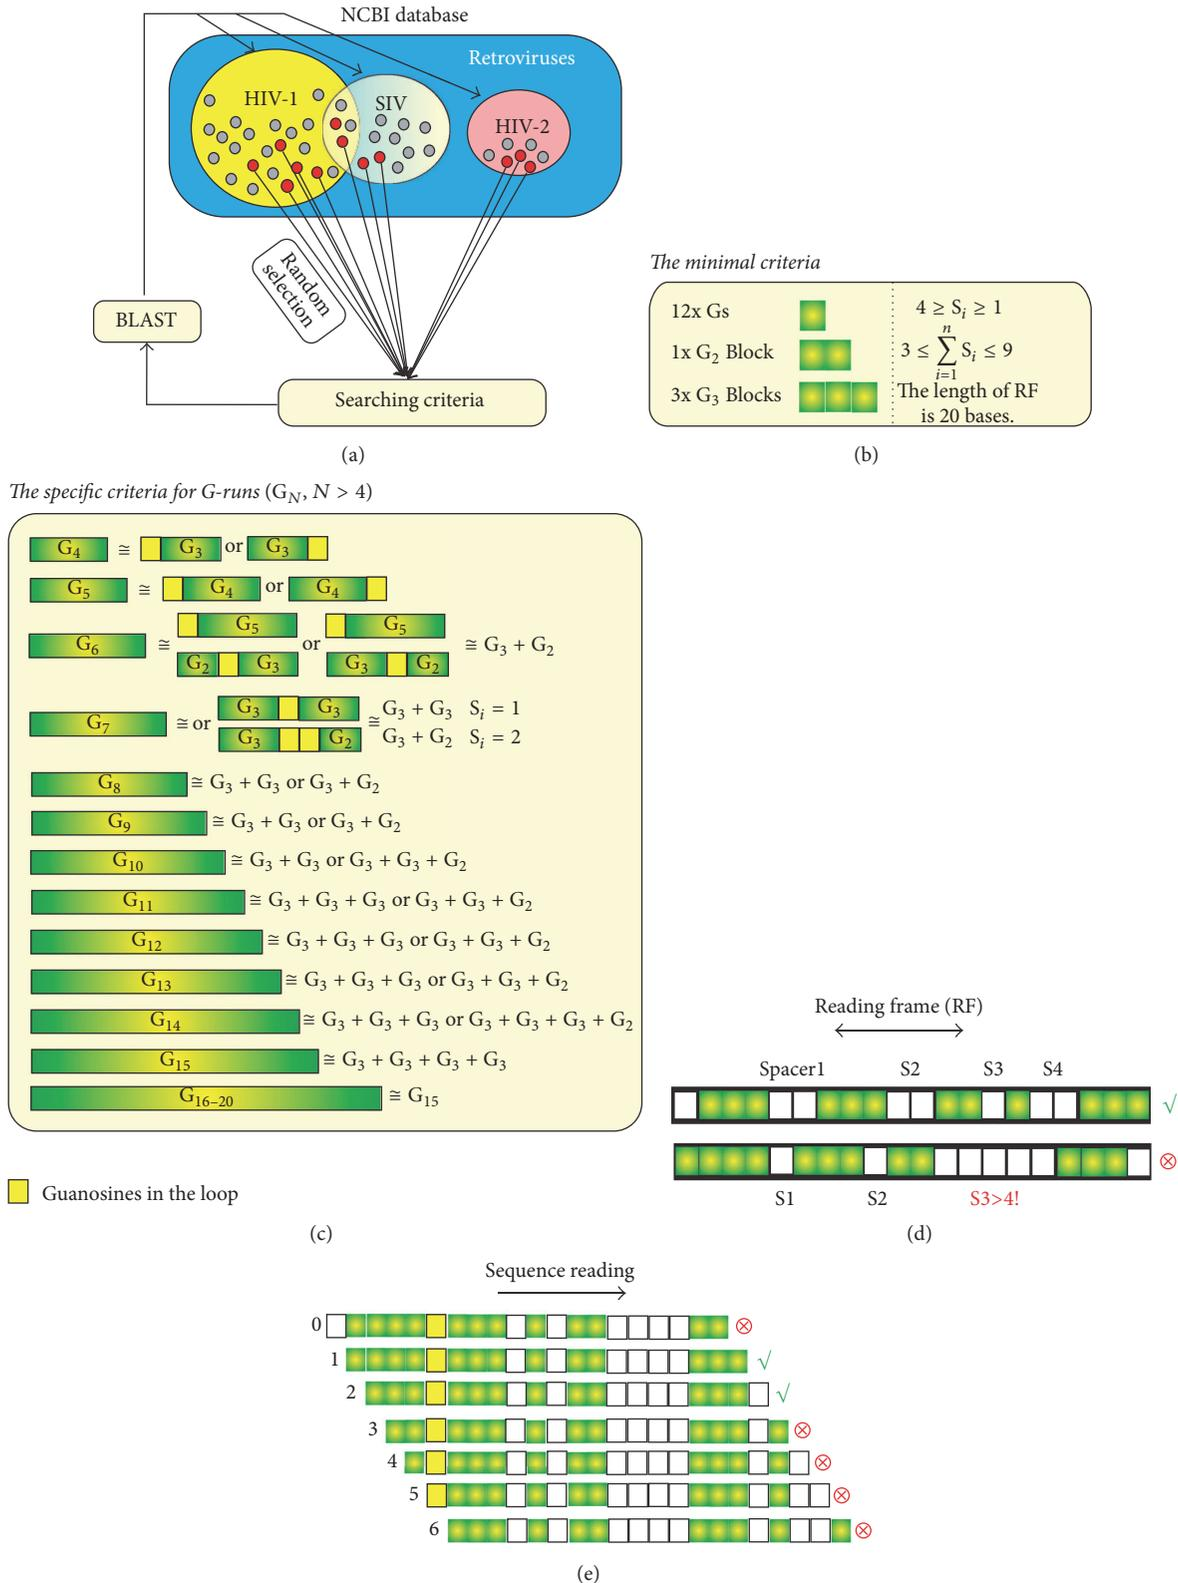 NCBI database
Retroviruses
HIV-1
SIV
HIV-2
Random
selection
BLAST
Searching criteria
(a)
The minimal criteria
12x Gs
1x G₂ Block
3x G₃ Blocks
4 ≥ Sᵢ ≥ 1
n
3 ≤ ∑ Sᵢ ≤ 9
i=1
The length of RF
is 20 bases.
(b)
The specific criteria for G-runs (G_N, N > 4)
G₄ ≅ G₃ or G₃
G₅ ≅ G₄ or G₄
G₅ G₅
G₆ ≅ or ≅ G₃ + G₂
G₂ G₃ G₃ G₂
G₃ G₃ G₃ + G₃ Sᵢ = 1
G₇ ≅ or ≅
G₃ G₂ G₃ + G₂ Sᵢ = 2
G₈ ≅ G₃ + G₃ or G₃ + G₂
G₉ ≅ G₃ + G₃ or G₃ + G₂
G₁₀ ≅ G₃ + G₃ or G₃ + G₃ + G₂
G₁₁ ≅ G₃ + G₃ + G₃ or G₃ + G₃ + G₂
G₁₂ ≅ G₃ + G₃ + G₃ or G₃ + G₃ + G₂
G₁₃ ≅ G₃ + G₃ + G₃ or G₃ + G₃ + G₂
G₁₄ ≅ G₃ + G₃ + G₃ or G₃ + G₃ + G₃ + G₂
G₁₅ ≅ G₃ + G₃ + G₃ + G₃
G₁₆₋₂₀ ≅ G₁₅
Guanosines in the loop
(c)
Reading frame (RF)
Spacer1 S2 S3 S4
√
⊗
S1 S2 S3>4!
(d)
Sequence reading
0 ⊗
1 √
2 √
3 ⊗
4 ⊗
5 ⊗
6 ⊗
(e)